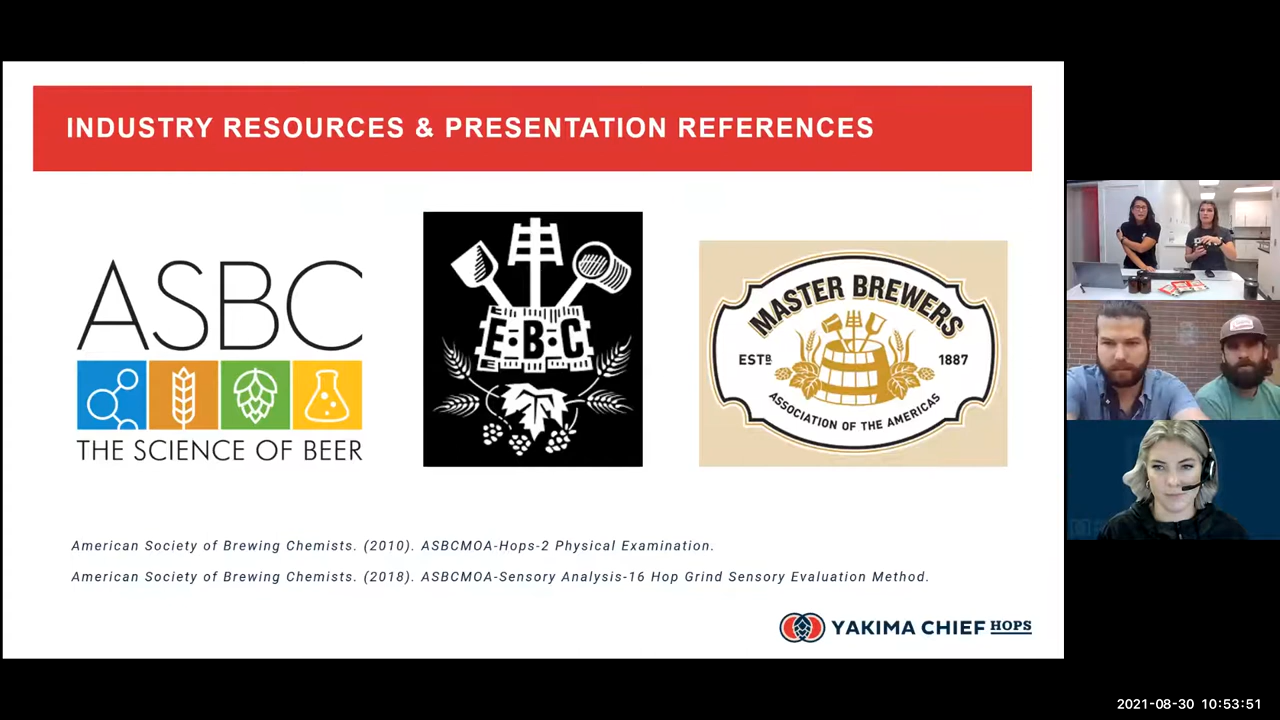 INDUSTRY RESOURCES & PRESENTATION REFERENCES
ASBC
THE SCIENCE OF BEER
E·B·C
MASTER BREWERS
ESTD 1887
ASSOCIATION OF THE AMERICAS
American Society of Brewing Chemists. (2010). ASBCMOA-Hops-2 Physical Examination.
American Society of Brewing Chemists. (2018). ASBCMOA-Sensory Analysis-16 Hop Grind Sensory Evaluation Method.
YAKIMA CHIEF HOPS
2021-08-30 10:53:51